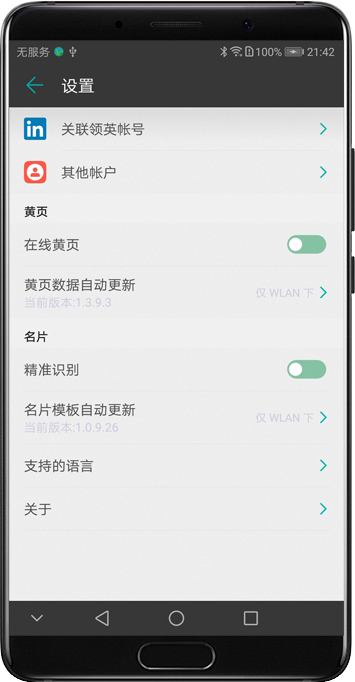 无服务 100% 21:42
设置
in 关联领英帐号
其他帐户
黄页
在线黄页
黄页数据自动更新
当前版本:1.3.9.3
仅 WLAN 下
名片
精准识别
名片模板自动更新
当前版本:1.0.9.26
仅 WLAN 下
支持的语言
关于